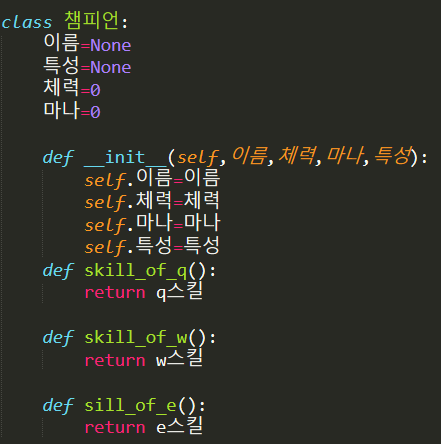 class 챔피언:
    이름=None
    특성=None
    체력=0
    마나=0

    def __init__(self,이름,체력,마나,특성):
        self.이름=이름
        self.체력=체력
        self.마나=마나
        self.특성=특성
    def skill_of_q():
        return q스킬

    def skill_of_w():
        return w스킬

    def sill_of_e():
        return e스킬